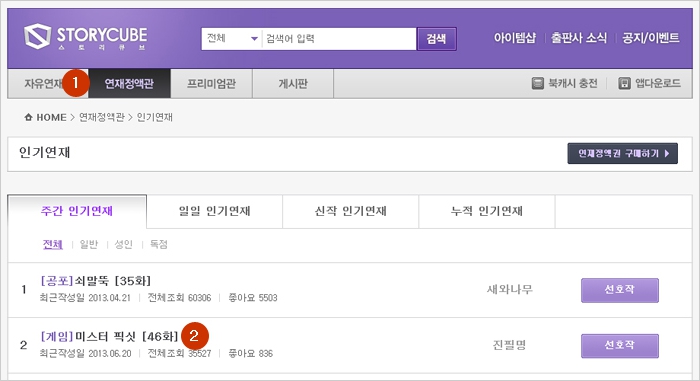 STORYCUBE
스토리큐브
전체 검색어 입력 검색
아이템샵 출판사 소식 공지/이벤트
자유연재 1 연재정액관 프리미엄관 게시판 북캐시 충전 앱다운로드
HOME > 연재정액관 > 인기연재
인기연재 연재정액권 구매하기
주간 인기연재 일일 인기연재 신작 인기연재 누적 인기연재
전체 일반 성인 독점
1 [공포]쇠말뚝 [35화] 새와나무 선호작
최근작성일 2013.04.21 전체조회 60306 좋아요 5503
2 [게임]미스터 픽싯 [46화] 2 진필명 선호작
최근작성일 2013.06.20 전체조회 35527 좋아요 836